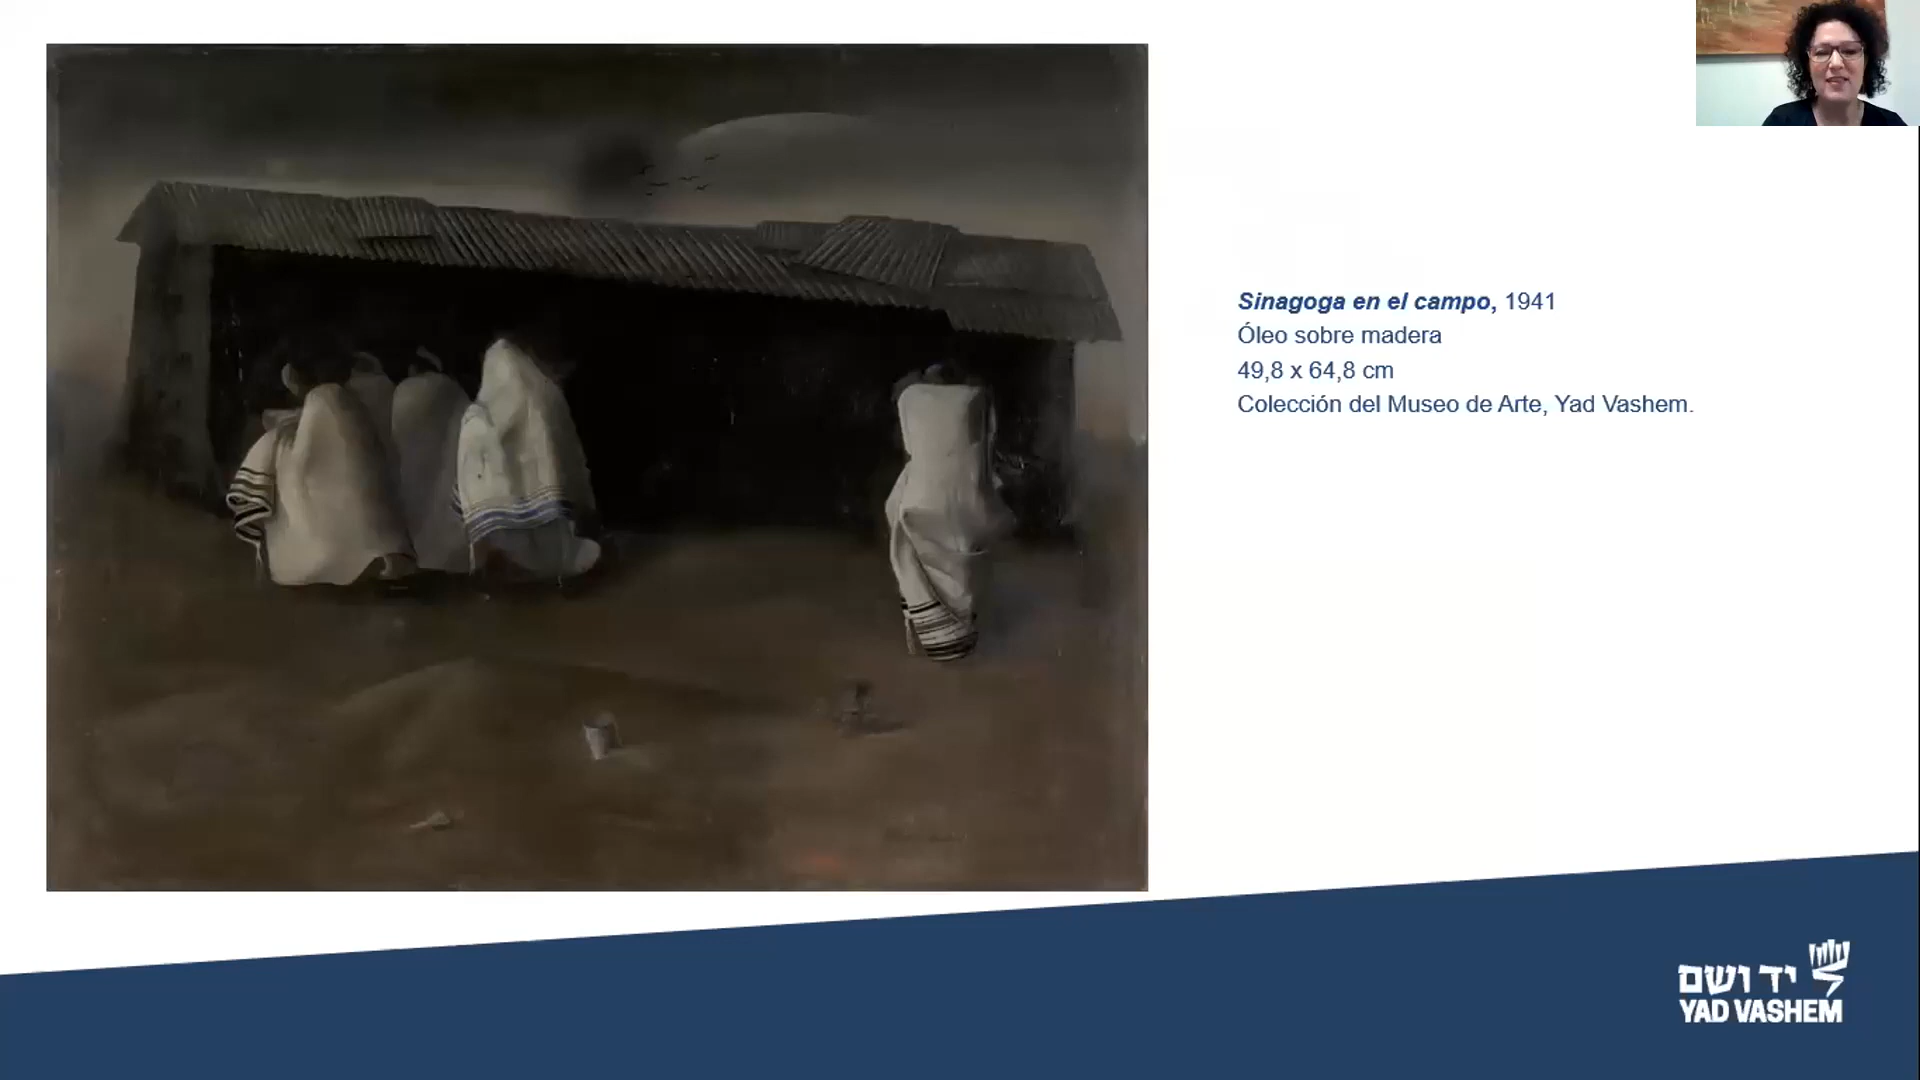 Sinagoga en el campo, 1941
Óleo sobre madera
49,8 x 64,8 cm
Colección del Museo de Arte, Yad Vashem.
יד ושם
YAD VASHEM